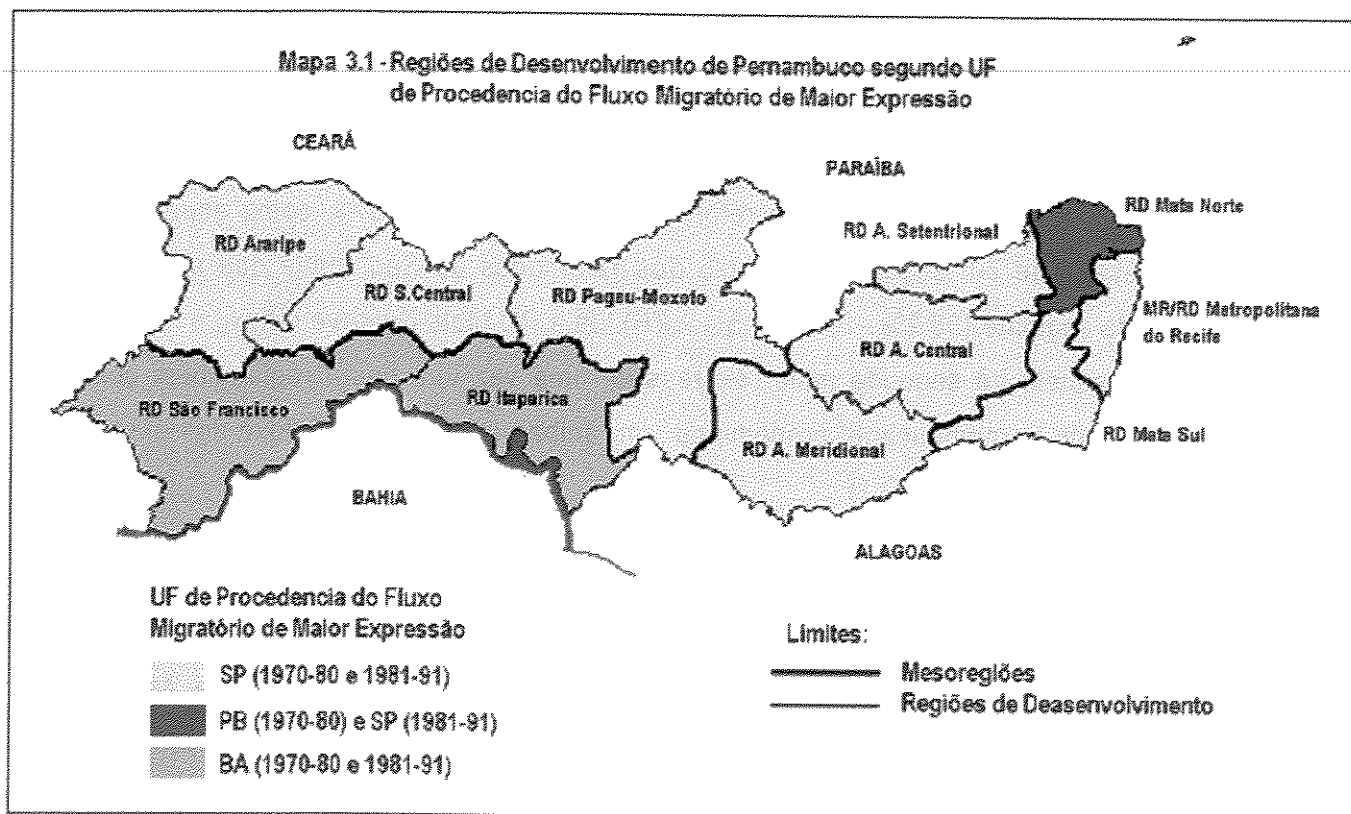 Mapa 3.1 - Regiões de Desenvolvimento de Pernambuco segundo UF
de Procedencia do Fluxo Migratório de Maior Expressão
CEARÁ
PARAÍBA
RD Mata Norte
RD Araripe
RD A. Setentrional
RD S.Central
RD Pageu-Moxoto
MR/RD Metropolitana
do Recife
RD A. Central
RD São Francisco
RD Itaparica
RD Mata Sul
RD A. Meridional
BAHIA
ALAGOAS
UF de Procedencia do Fluxo
Migratório de Maior Expressão
SP (1970-80 e 1981-91)
PB (1970-80) e SP (1981-91)
BA (1970-80 e 1981-91)
Limites:
Mesoregiões
Regiões de Deasenvolvimento